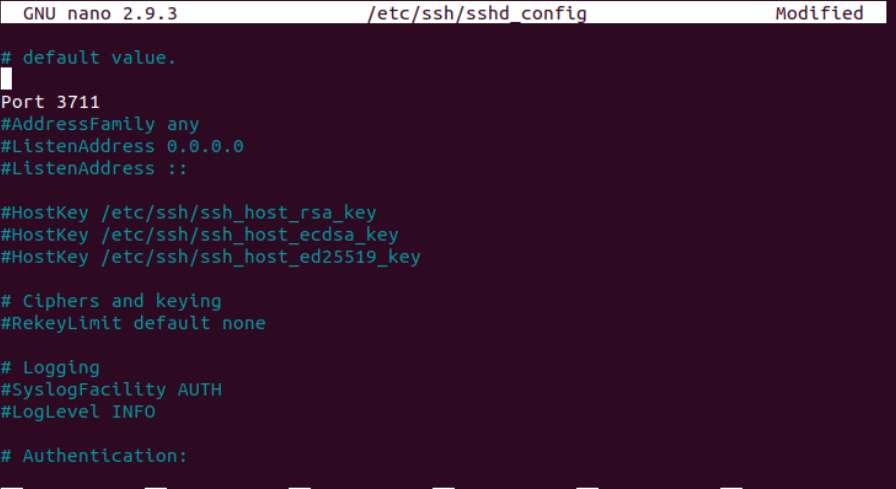 GNU nano 2.9.3 /etc/ssh/sshd_config Modified
# default value.
Port 3711
#AddressFamily any
#ListenAddress 0.0.0.0
#ListenAddress ::
#HostKey /etc/ssh/ssh_host_rsa_key
#HostKey /etc/ssh/ssh_host_ecdsa_key
#HostKey /etc/ssh/ssh_host_ed25519_key
# Ciphers and keying
#RekeyLimit default none
# Logging
#SyslogFacility AUTH
#LogLevel INFO
# Authentication: